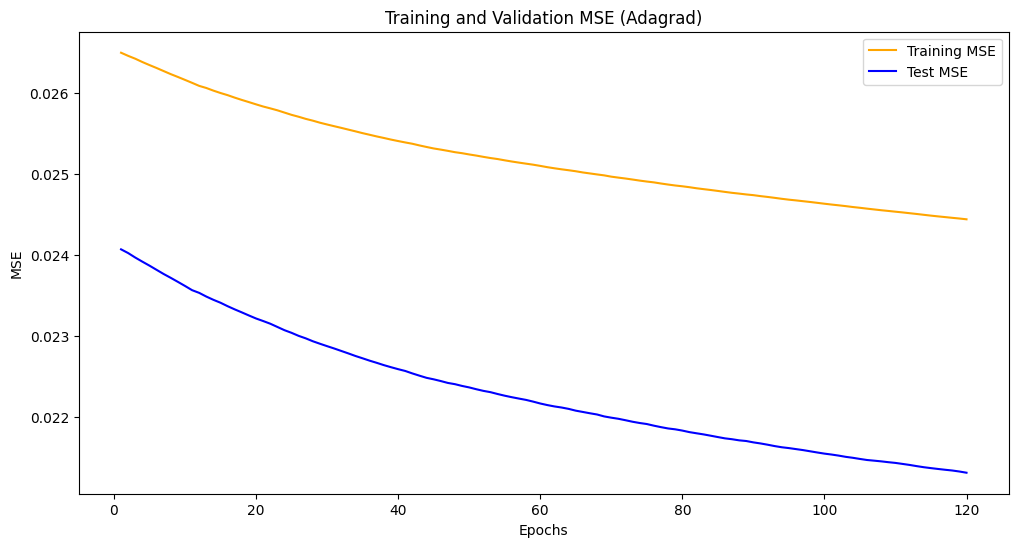 Training and Validation MSE (Adagrad)
Training MSE
Test MSE
MSE
0.026
0.025
0.024
0.023
0.022
0 20 40 60 80 100 120
Epochs